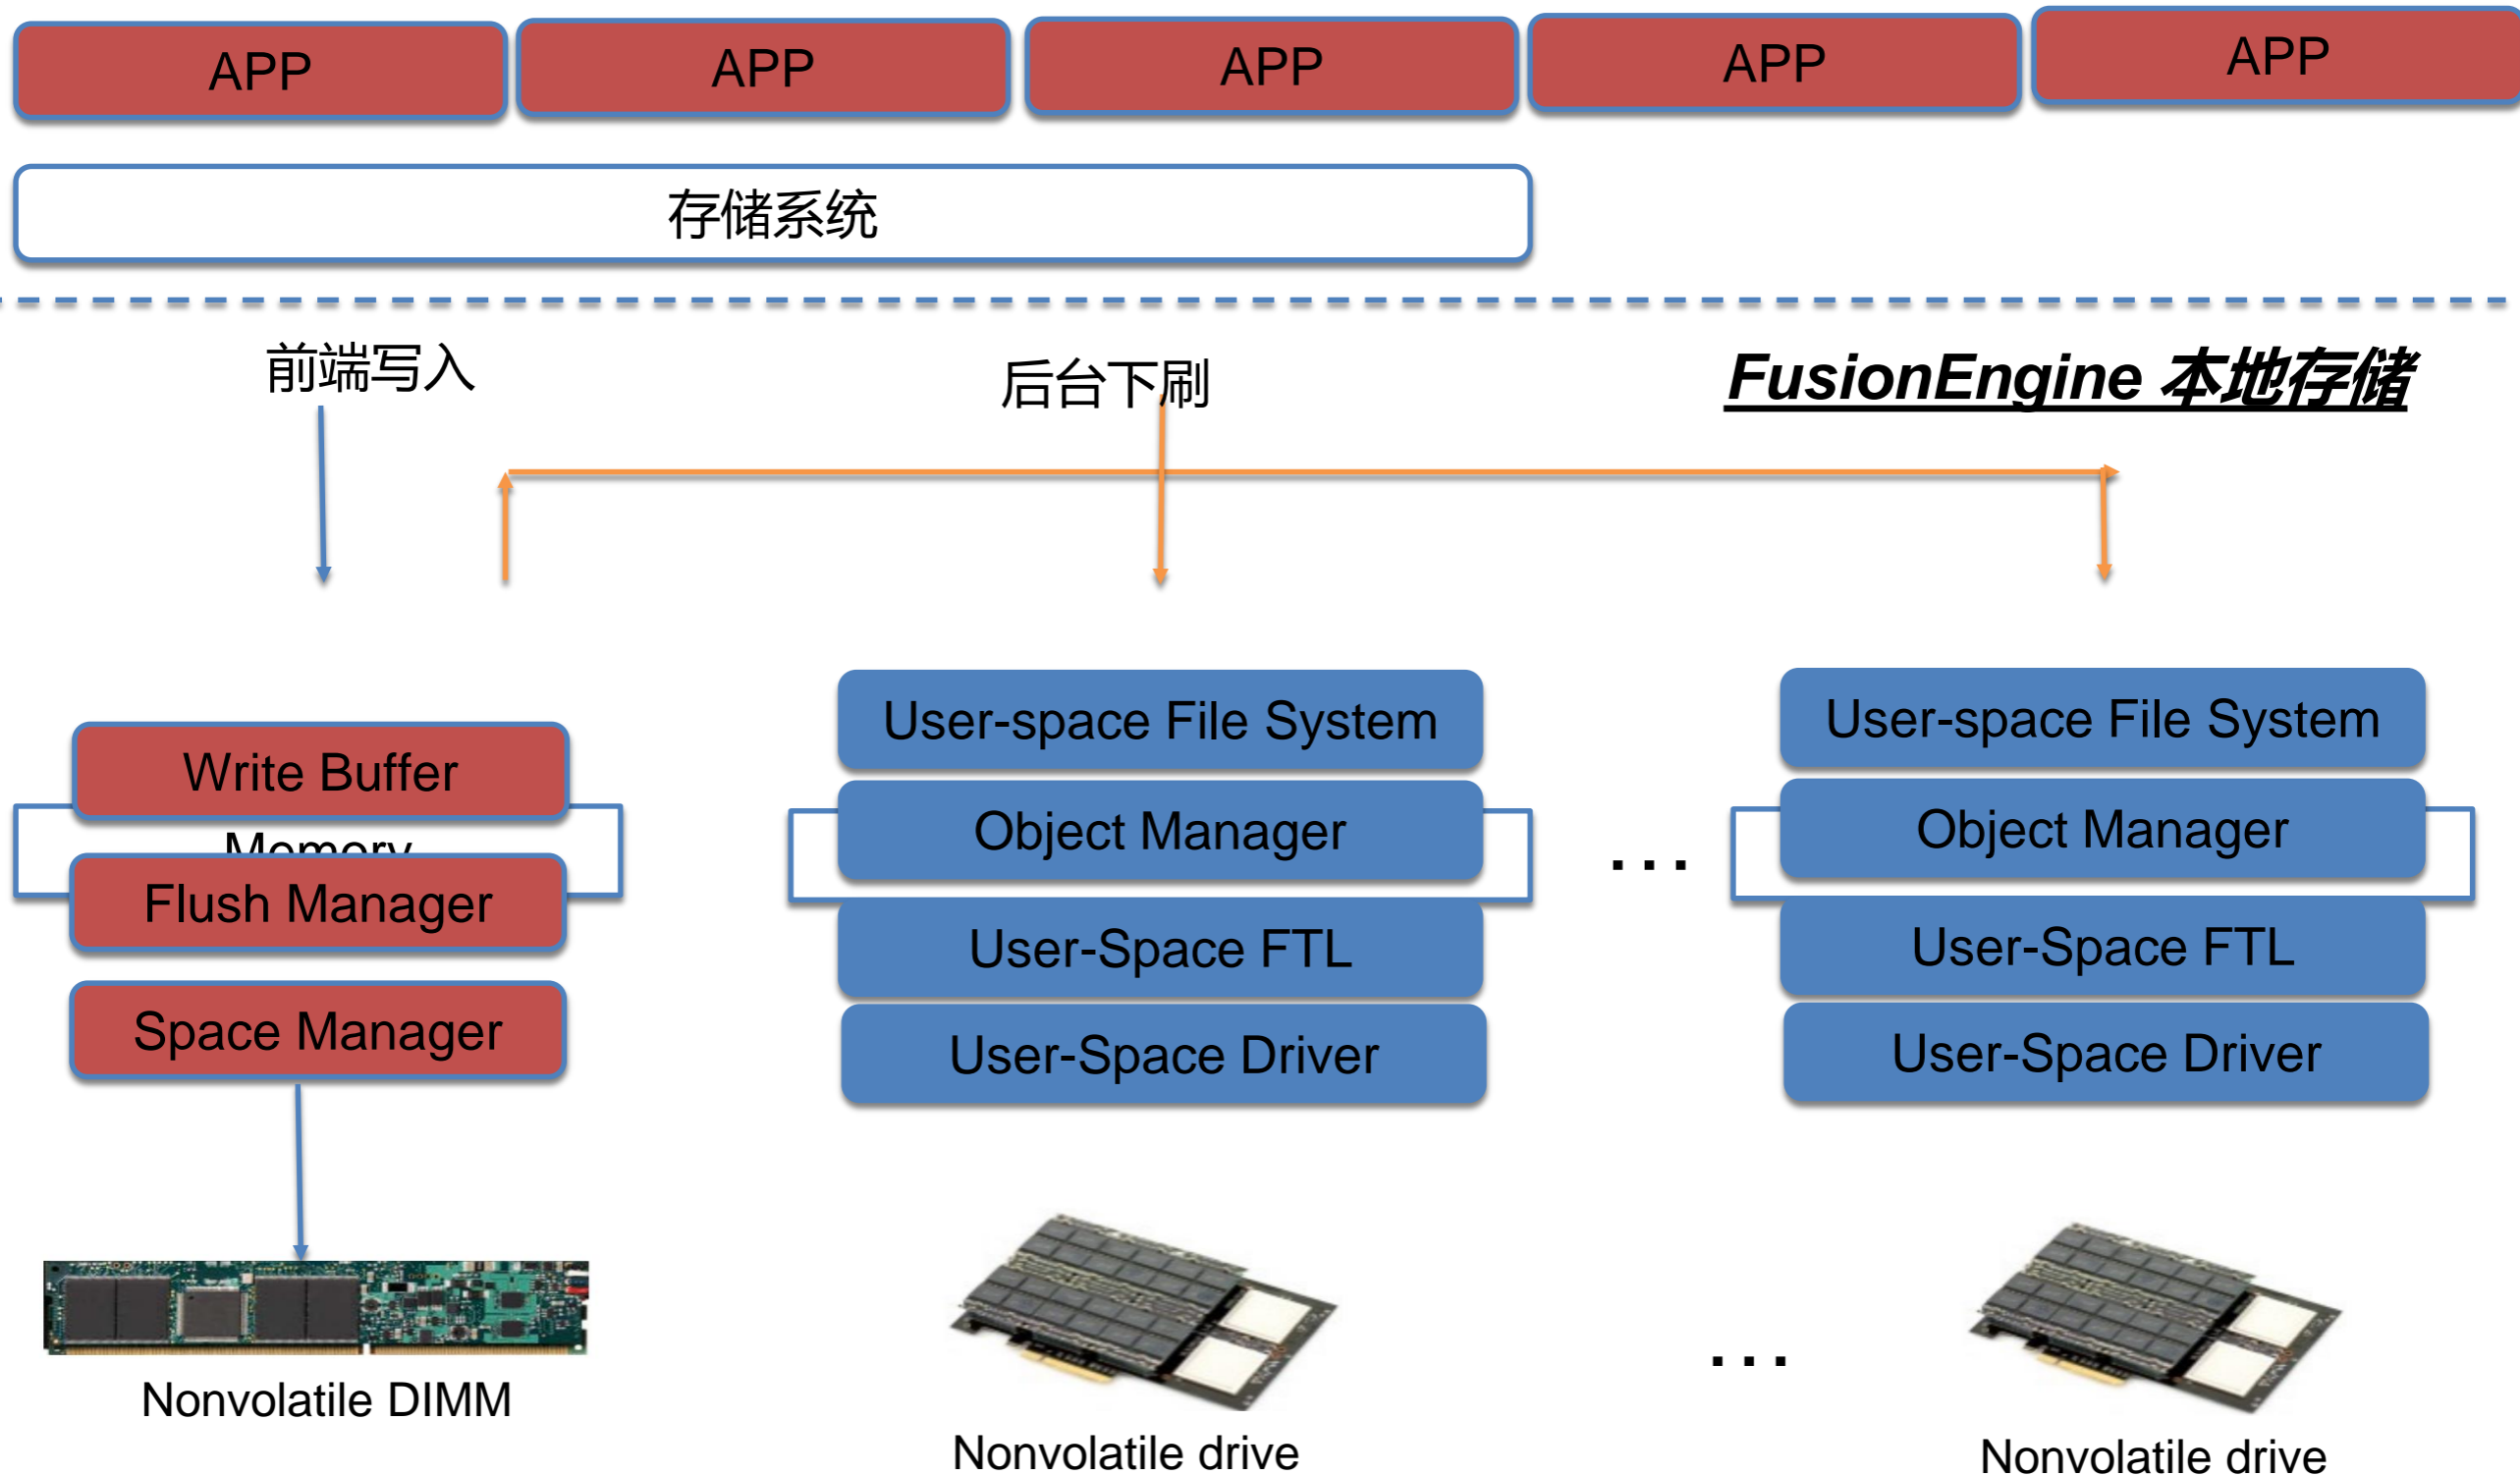 APP
APP
APP
APP
APP
存储系统
前端写入
后台下刷
FusionEngine 本地存储
Write Buffer
Memory
Flush Manager
Space Manager
User-space File System
Object Manager
User-Space FTL
User-Space Driver
...
User-space File System
Object Manager
User-Space FTL
User-Space Driver
Nonvolatile DIMM
Nonvolatile drive
...
Nonvolatile drive